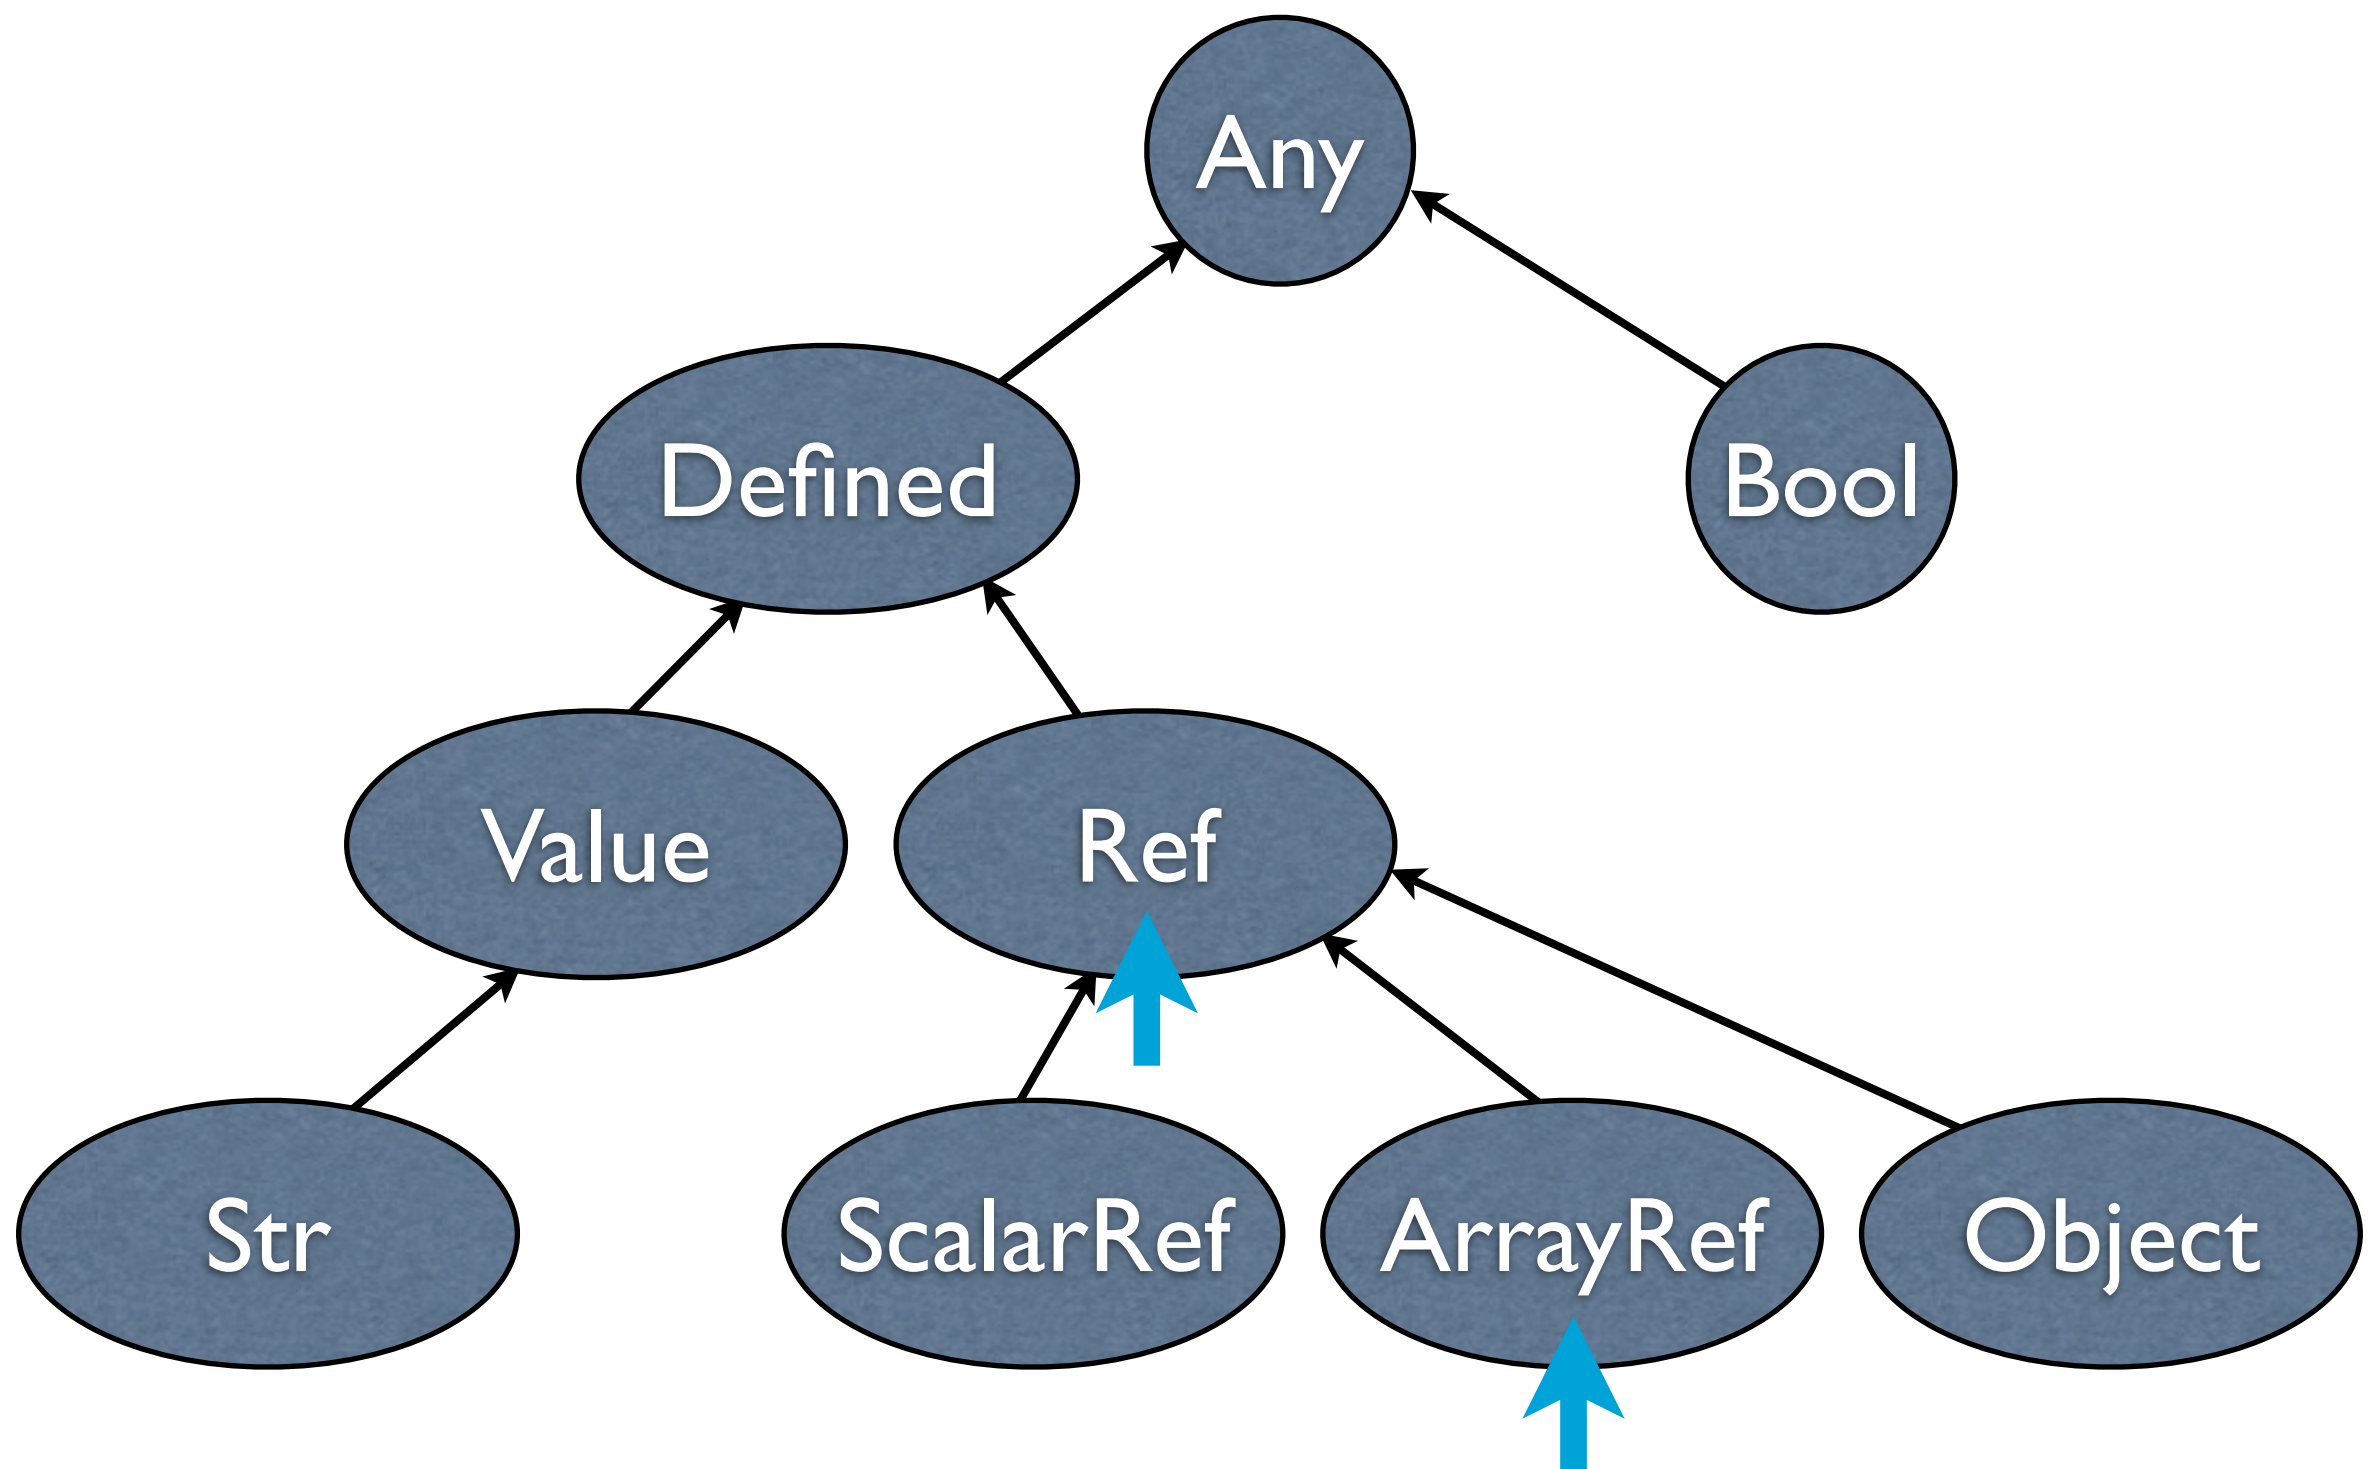 Any
Defined
Bool
Value
Ref
Str
ScalarRef
ArrayRef
Object